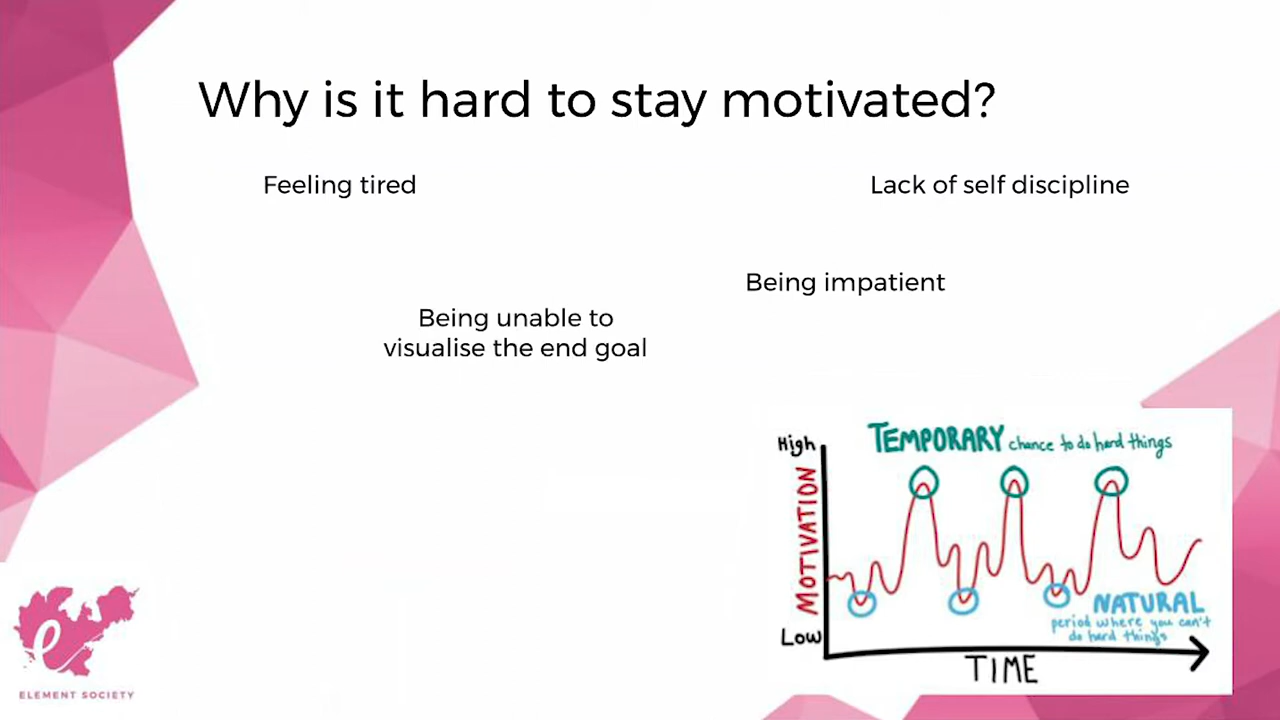 Why is it hard to stay motivated?
Feeling tired
Lack of self discipline
Being impatient
Being unable to
visualise the end goal
High
TEMPORARY chance to do hard things
MOTIVATION
NATURAL
period where you can't
do hard things
Low
TIME
e
ELEMENT SOCIETY